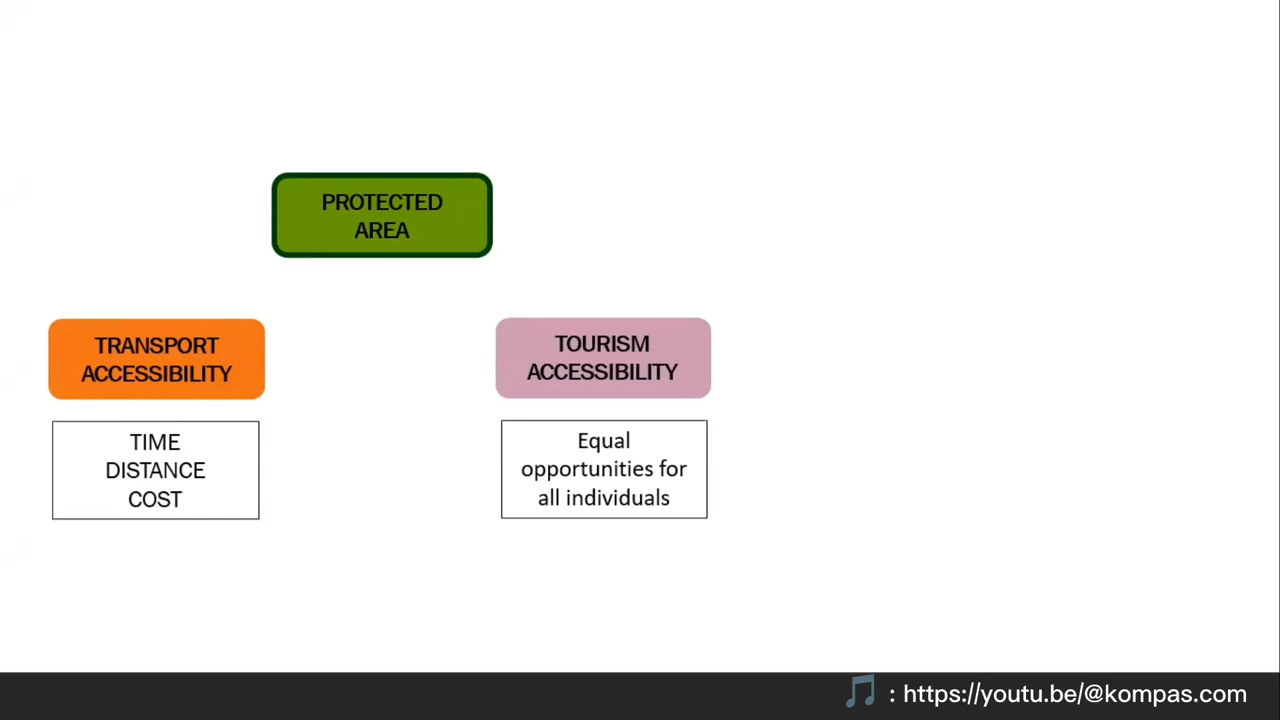 PROTECTED
AREA
TRANSPORT
ACCESSIBILITY
TIME
DISTANCE
COST
TOURISM
ACCESSIBILITY
Equal
opportunities for
all individuals
: https://youtu.be/@kompas.com